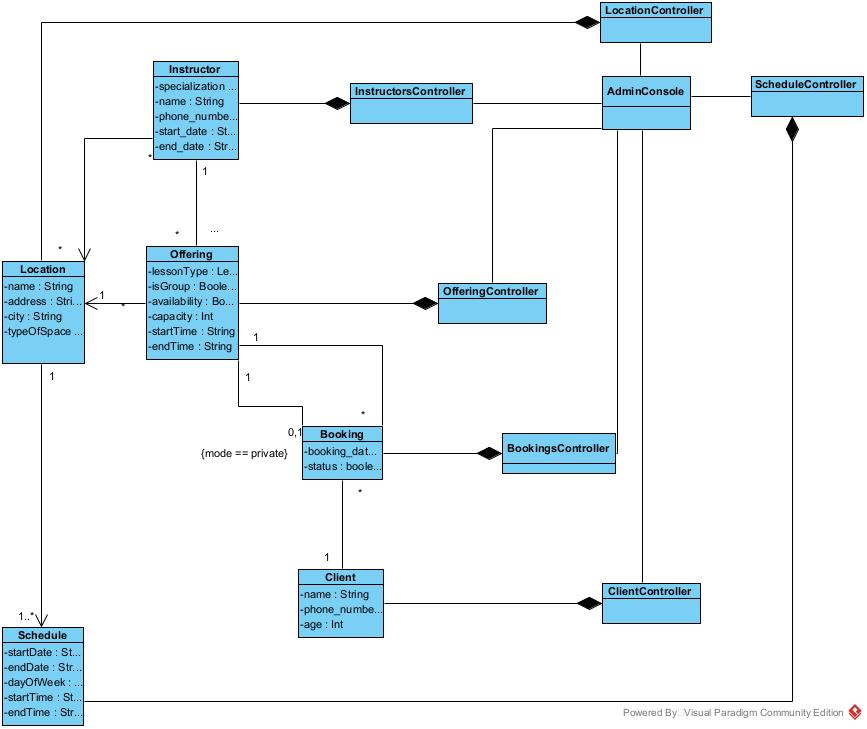 LocationController
Instructor
-specialization ...
-name : String
-phone_numbe...
-start_date : St...
-end_date : Str...
InstructorsController
AdminConsole
ScheduleController
*
1
*
...
*
Offering
-lessonType : Le...
-isGroup : Boole...
-availability : Bo...
-capacity : Int
-startTime : String
-endTime : String
Location
-name : String
-address : Stri...
-city : String
-typeOfSpace ...
1
*
OfferingController
1
1
1
*
0,1
{mode == private}
Booking
-booking_dat...
-status : boole...
BookingsController
*
1
Client
-name : String
-phone_numbe...
-age : Int
ClientController
1..*
Schedule
-startDate : St...
-endDate : Str...
-dayOfWeek : ...
-startTime : St...
-endTime : Str...
Powered By Visual Paradigm Community Edition